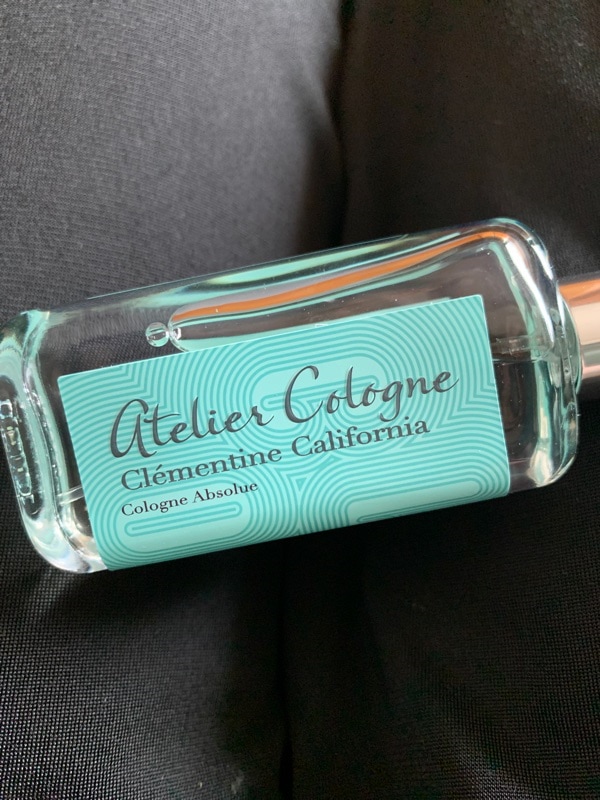 Atelier Cologne
Clémentine California
Cologne Absolue